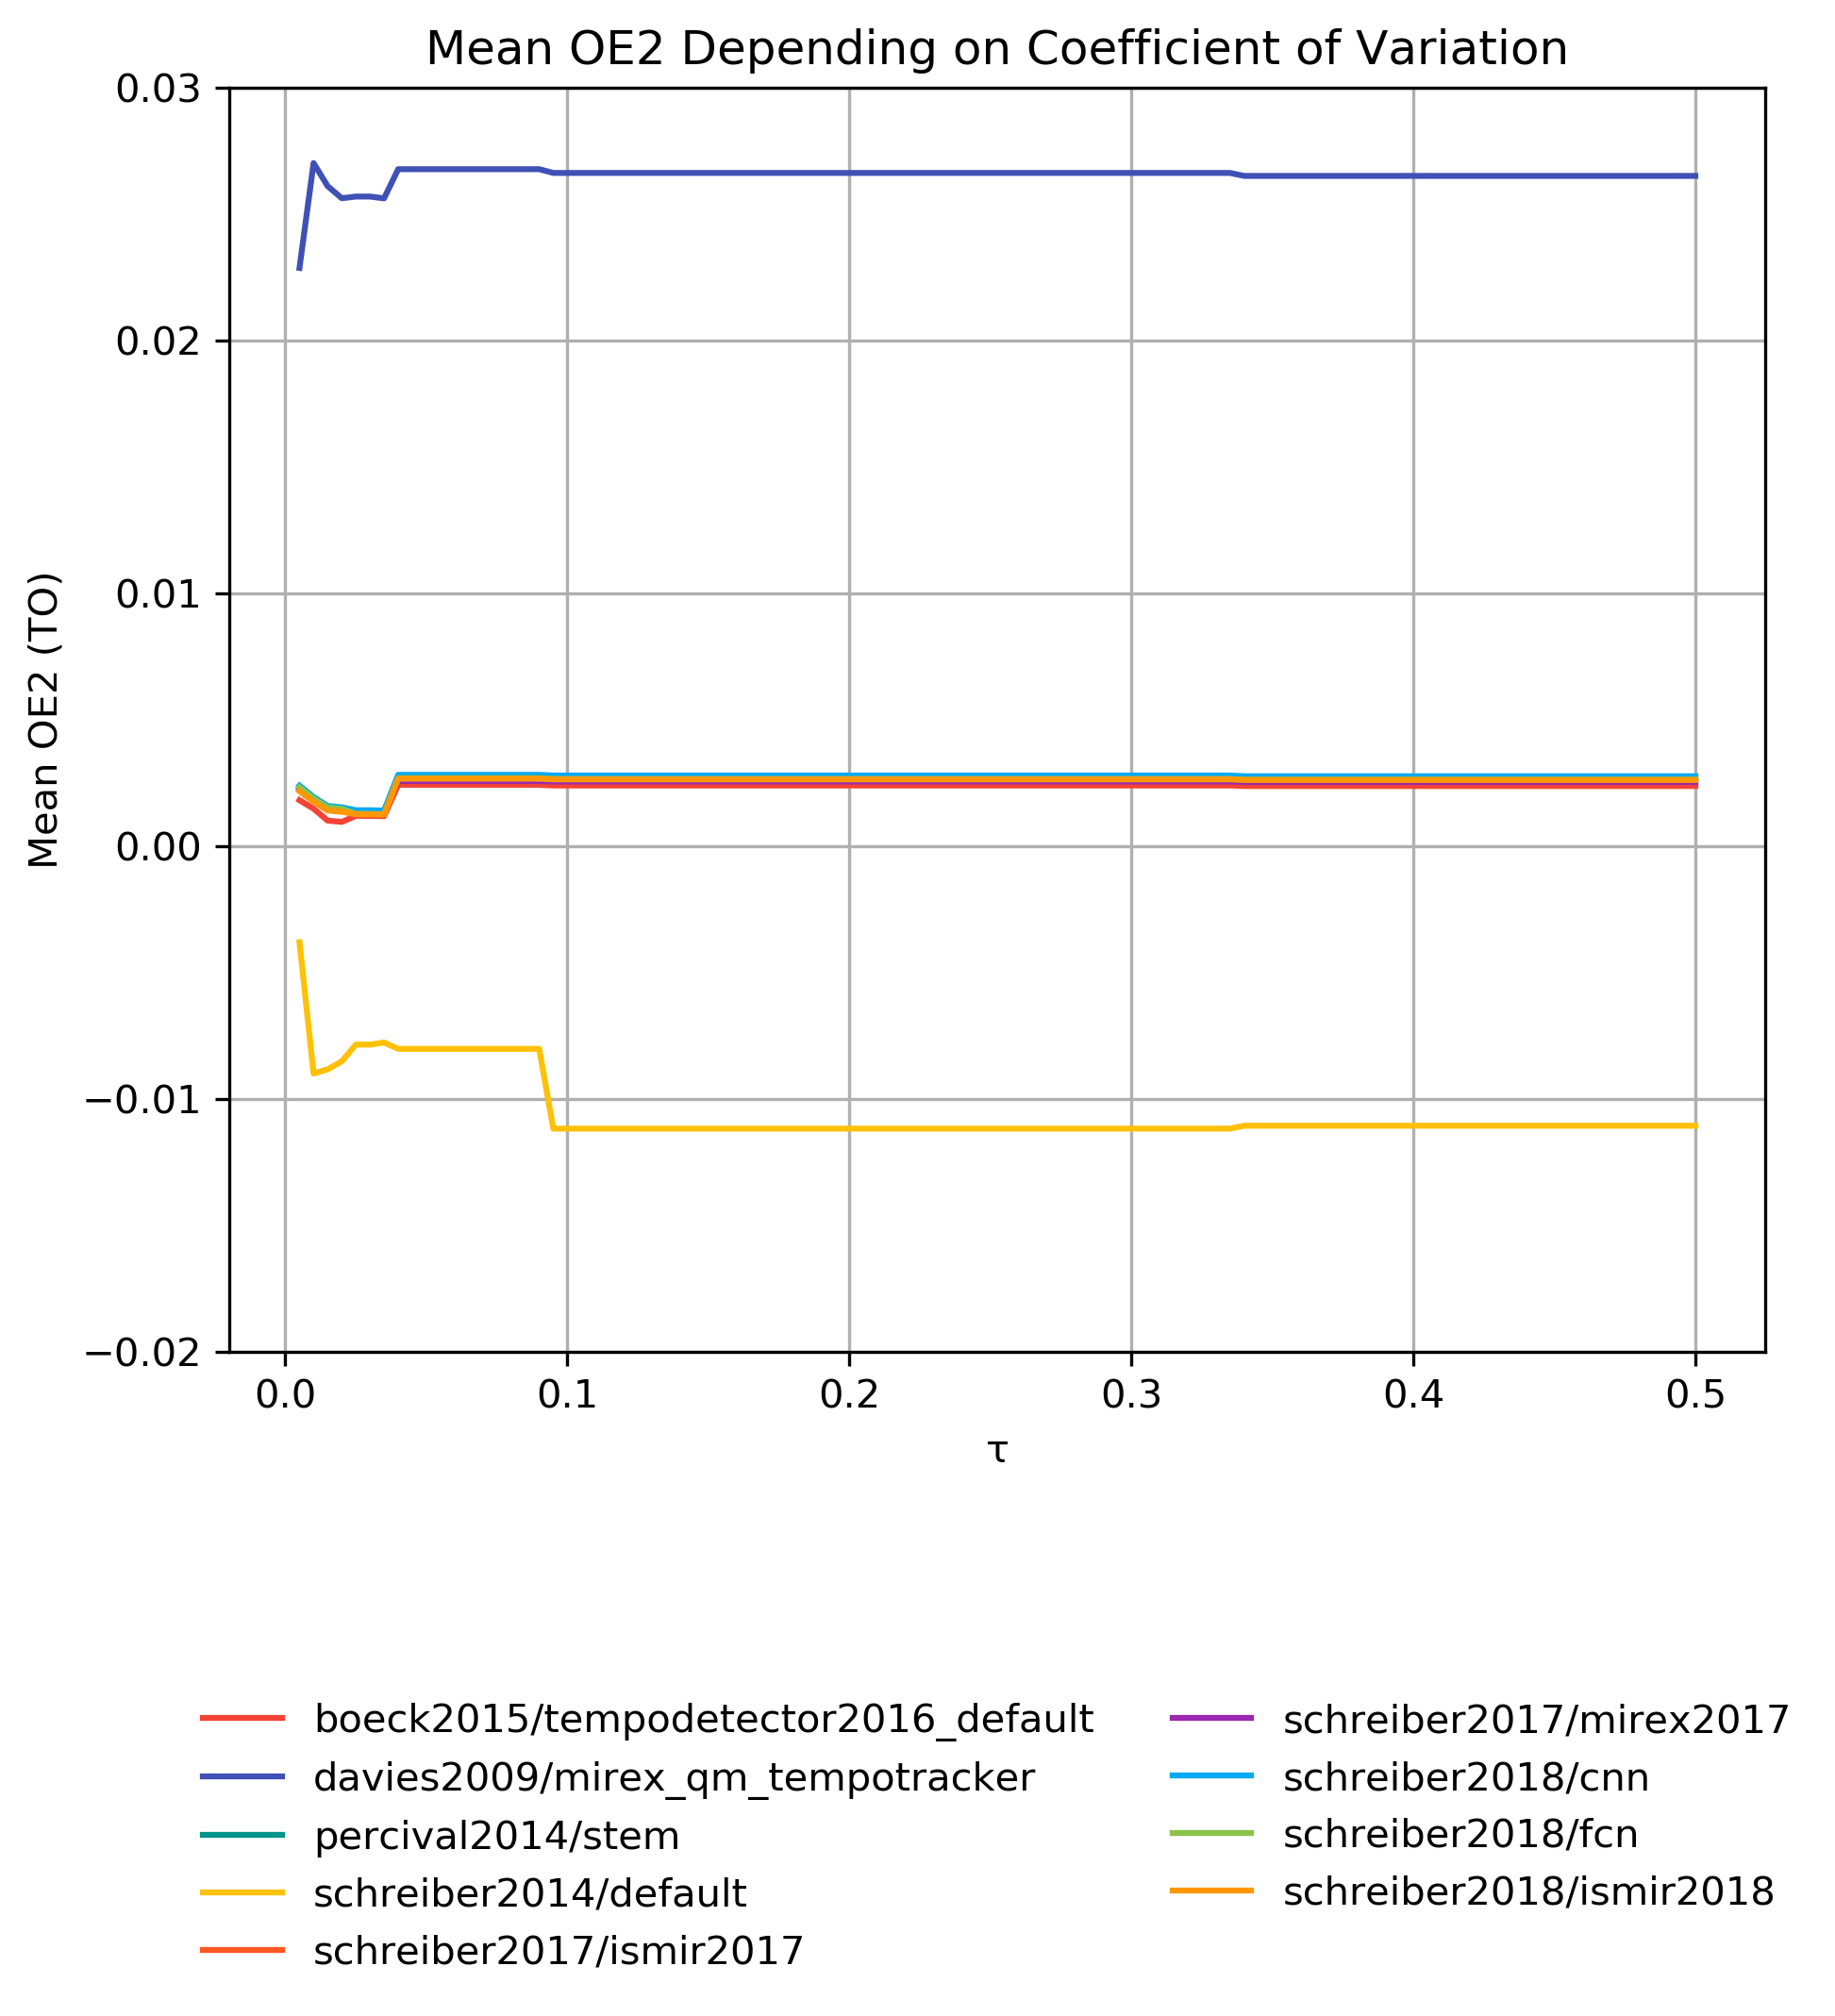 Mean OE2 Depending on Coefficient of Variation
0.03
0.02
0.01
0.00
−0.01
−0.02
Mean OE2 (TO)
0.0 0.1 0.2 0.3 0.4 0.5
τ
boeck2015/tempodetector2016_default
davies2009/mirex_qm_tempotracker
percival2014/stem
schreiber2014/default
schreiber2017/ismir2017
schreiber2017/mirex2017
schreiber2018/cnn
schreiber2018/fcn
schreiber2018/ismir2018